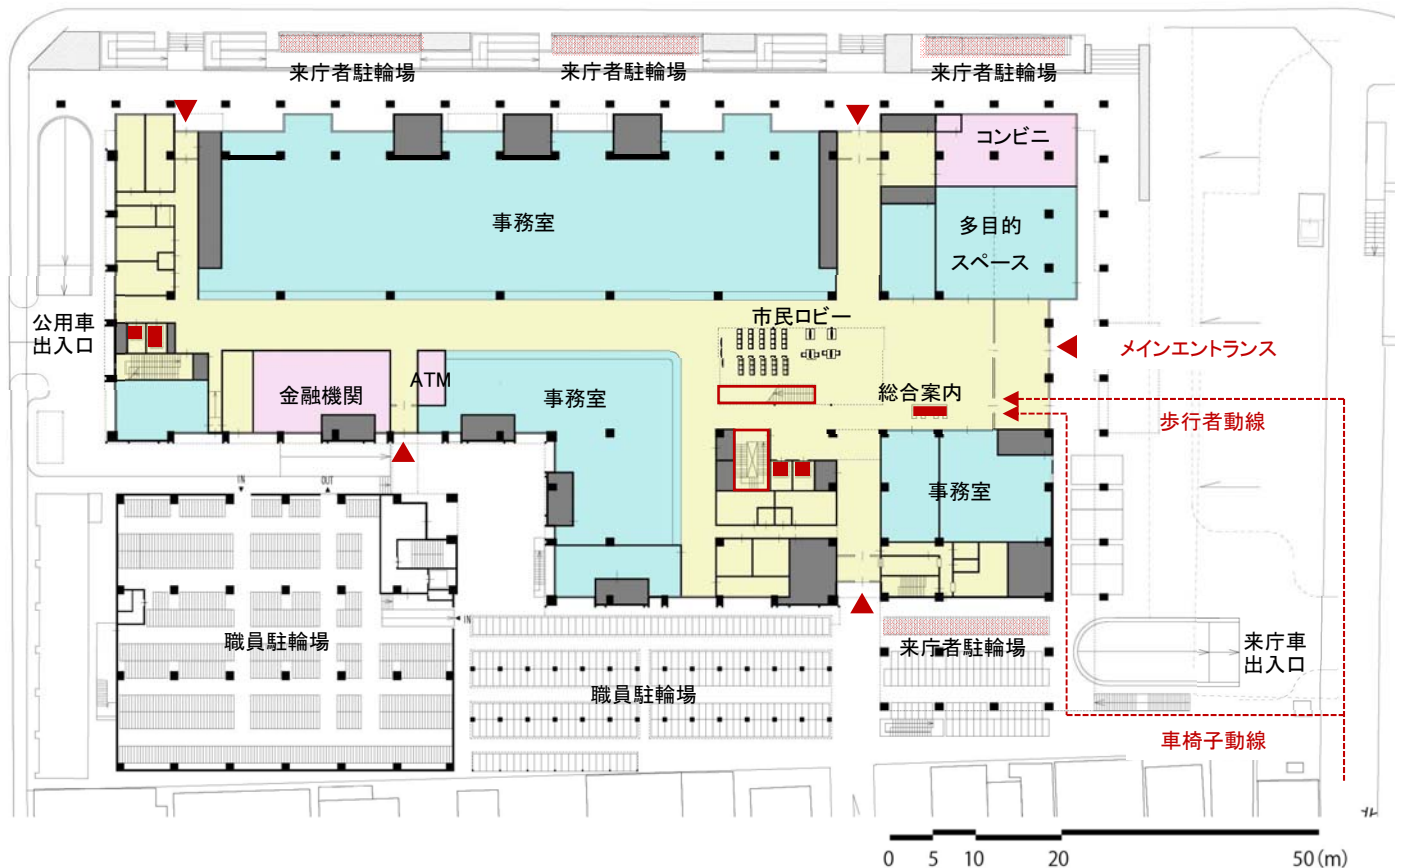 来庁者駐輪場
来庁者駐輪場
来庁者駐輪場
コンビニ
事務室
多目的
スペース
公用車
出入口
市民ロビー
メインエントランス
ATM
金融機関
事務室
総合案内
歩行者動線
事務室
IN
OUT
IN
職員駐輪場
来庁者駐輪場
来庁車
出入口
職員駐輪場
車椅子動線
北
0 5 10 20 50(m)